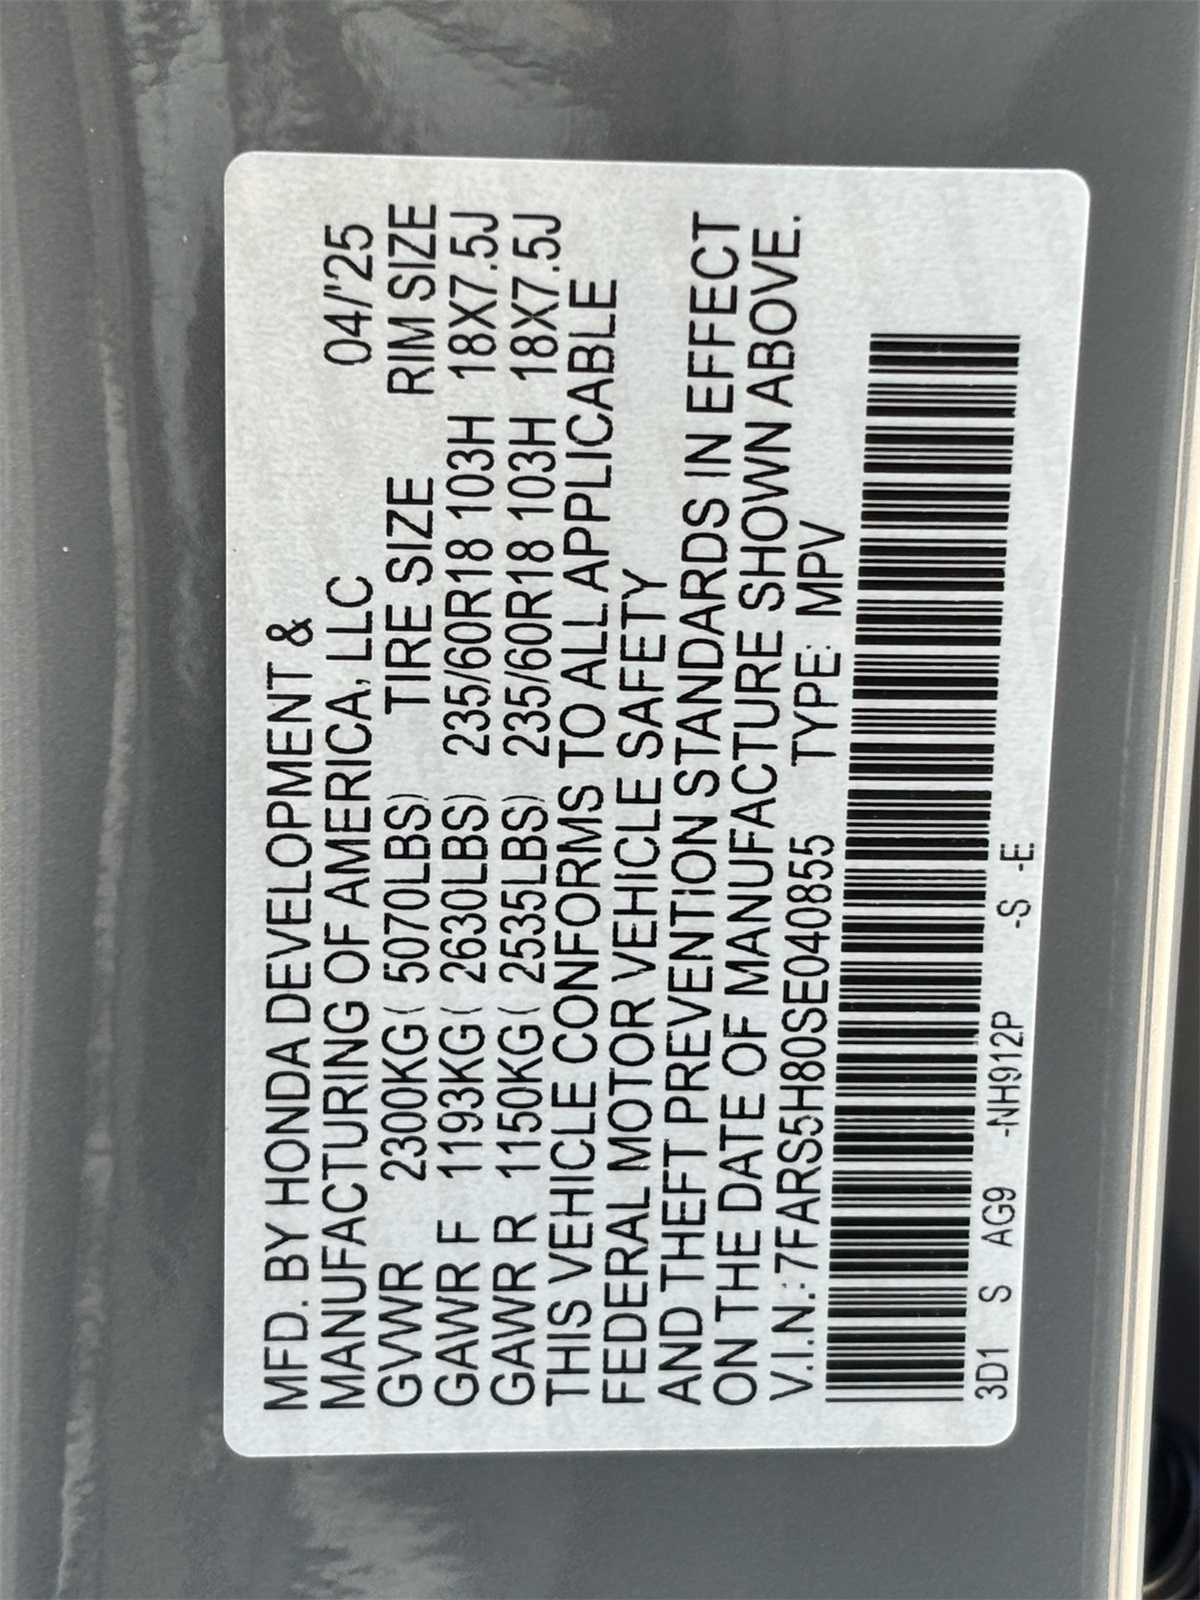 MFD. BY HONDA DEVELOPMENT &
MANUFACTURING OF AMERICA, LLC 04/'25
GVWR 2300KG( 5070LBS) TIRE SIZE RIM SIZE
GAWR F 1193KG( 2630LBS) 235/60R18 103H 18X7.5J
GAWR R 1150KG( 2535LBS) 235/60R18 103H 18X7.5J
THIS VEHICLE CONFORMS TO ALL APPLICABLE
FEDERAL MOTOR VEHICLE SAFETY
AND THEFT PREVENTION STANDARDS IN EFFECT
ON THE DATE OF MANUFACTURE SHOWN ABOVE.
V.I.N.: 7FARS5H80SE040855 TYPE: MPV
3D1 S AG9 -NH912P -S -E